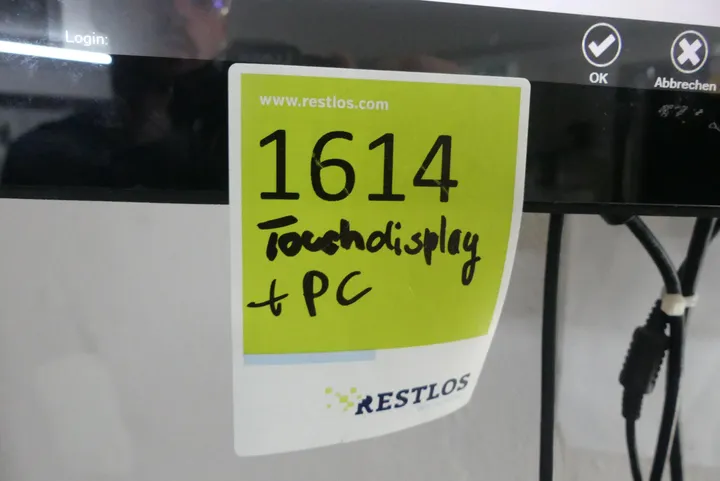 Login:
OK
Abbrechen
www.restlos.com
1614
Touchdisplay
+ PC
RESTLOS